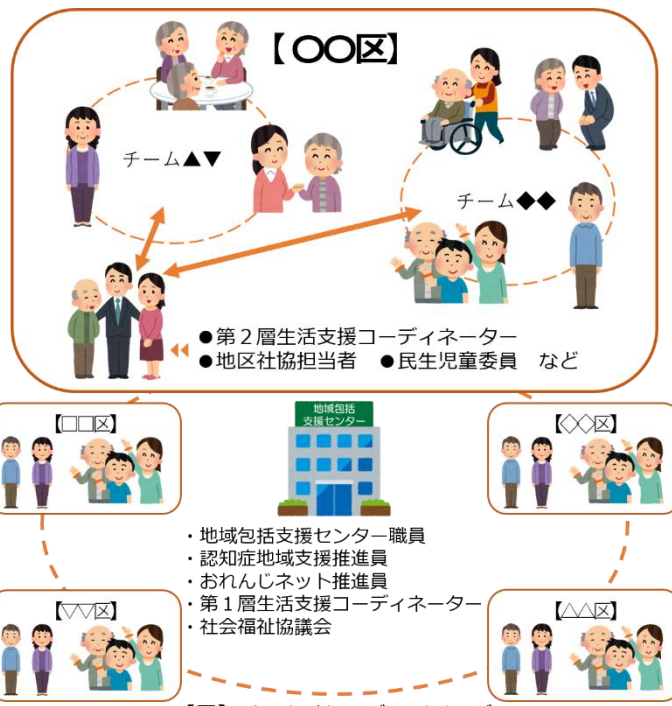 【〇〇区】
チーム▲▼
チーム◆◆
●第２層生活支援コーディネーター
●地区社協担当者　●民生児童委員　など
【□□区】
地域包括
支援センター
【◇◇区】
・地域包括支援センター職員
・認知症地域支援推進員
・おれんじネット推進員
・第１層生活支援コーディネーター
・社会福祉協議会
【▽▽区】
【△△区】